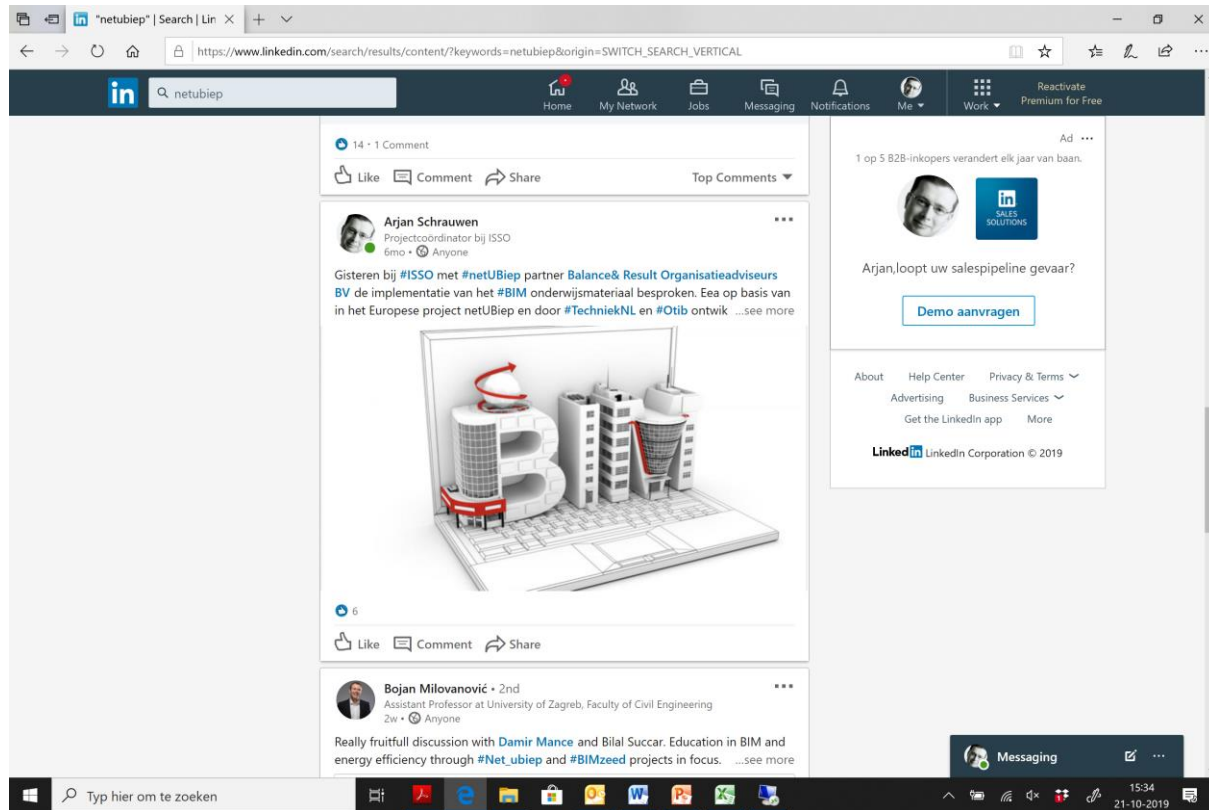 "netubiep" | Search | Lin
https://www.linkedin.com/search/results/content/?keywords=netubiep&origin=SWITCH_SEARCH_VERTICAL
in
netubiep
Home
My Network
Jobs
Messaging
Notifications
Me
Work
Reactivate
Premium for Free
14 · 1 Comment
Like Comment Share Top Comments
Arjan Schrauwen
Projectcoördinator bij ISSO
6mo • Anyone
Gisteren bij #ISSO met #netUBiep partner Balance& Result Organisatieadviseurs
BV de implementatie van het #BIM onderwijsmateriaal besproken. Eea op basis van
in het Europese project netUBiep en door #TechniekNL en #Otib ontwik ...see more
BIM
6
Like Comment Share
Bojan Milovanović • 2nd
Assistant Professor at University of Zagreb, Faculty of Civil Engineering
2w • Anyone
Really fruitfull discussion with Damir Mance and Bilal Succar. Education in BIM and
energy efficiency through #Net_ubiep and #BIMzeed projects in focus. ...see more
Ad
1 op 5 B2B-inkopers verandert elk jaar van baan.
in
SALES
SOLUTIONS
Arjan,loopt uw salespipeline gevaar?
Demo aanvragen
About Help Center Privacy & Terms
Advertising Business Services
Get the LinkedIn app More
Linkedin LinkedIn Corporation © 2019
Messaging
Typ hier om te zoeken
15:34
21-10-2019